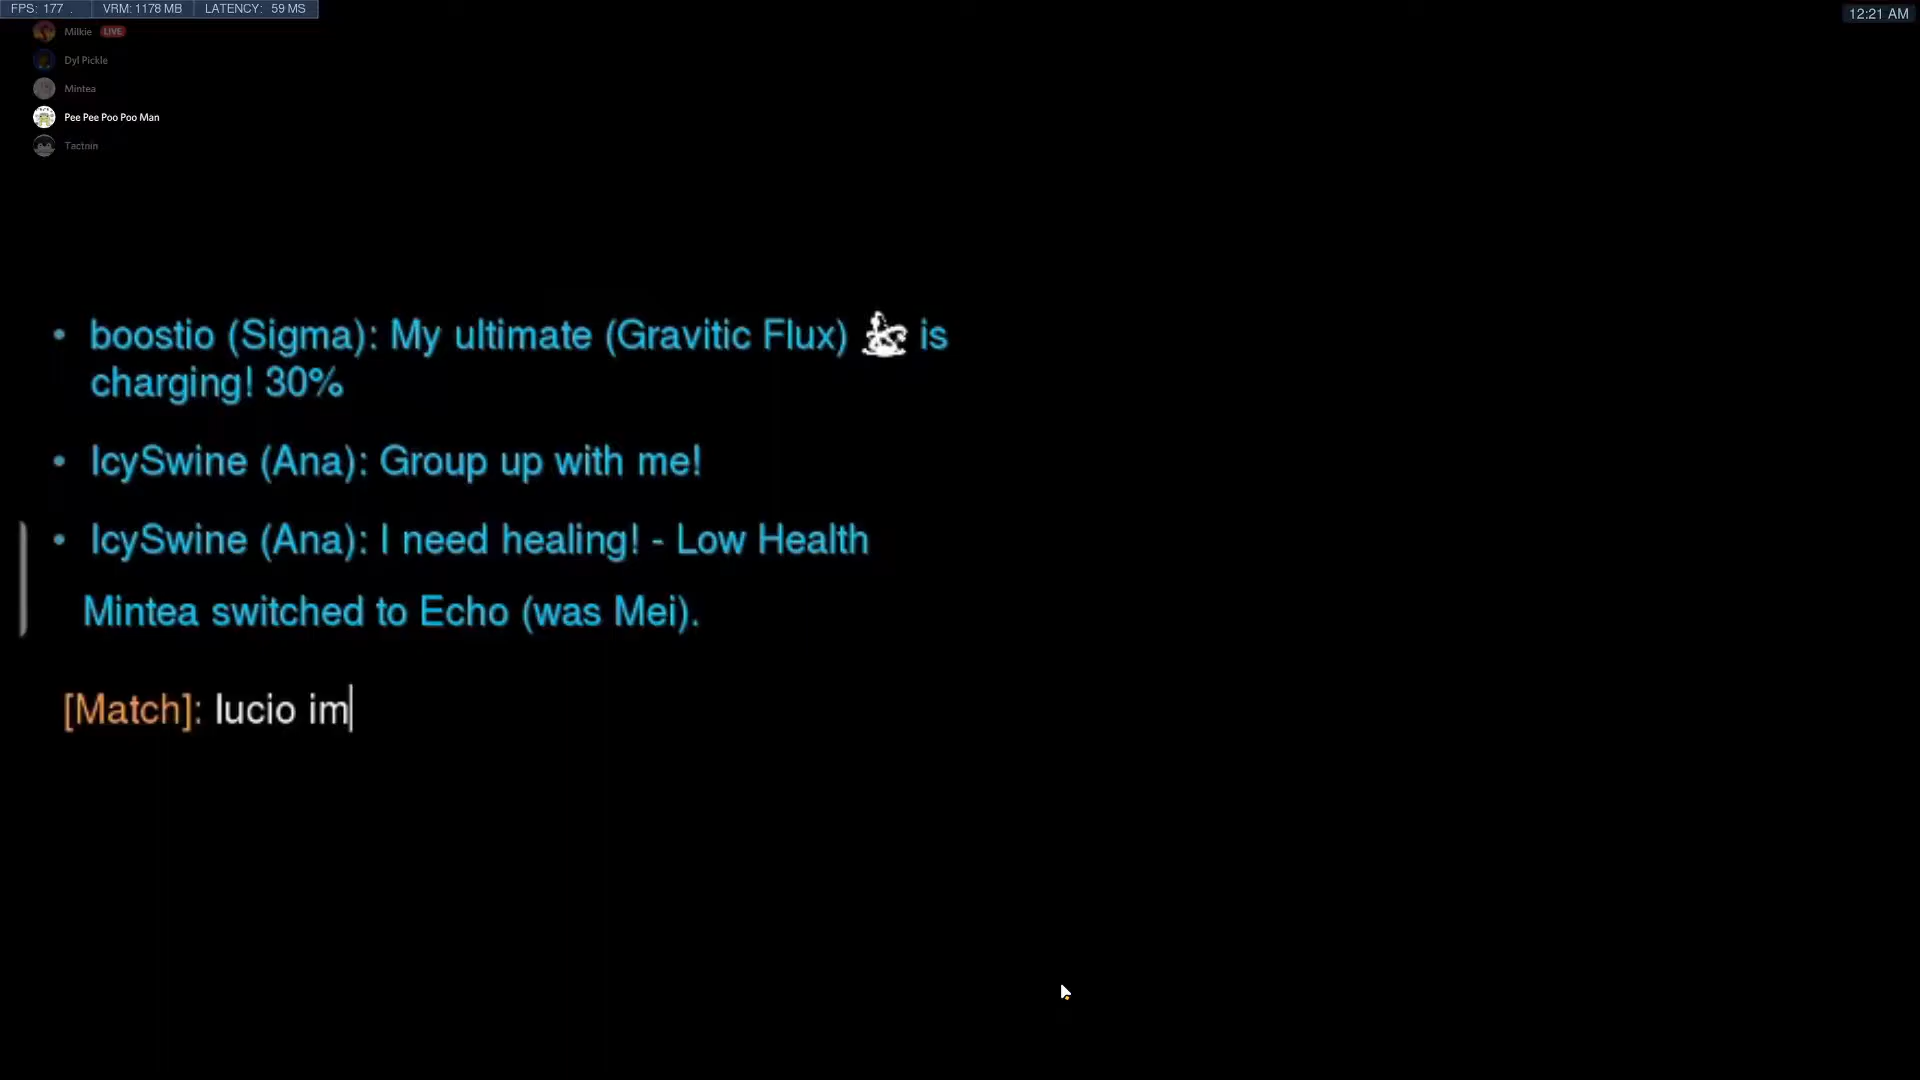 FPS: 177 . VRM: 1178 MB LATENCY: 59 MS
12:21 AM
Milkie LIVE
Dyl Pickle
Mintea
Pee Pee Poo Poo Man
Tactnin
• boostio (Sigma): My ultimate (Gravitic Flux) is
charging! 30%
• IcySwine (Ana): Group up with me!
• IcySwine (Ana): I need healing! - Low Health
Mintea switched to Echo (was Mei).
[Match]: lucio im